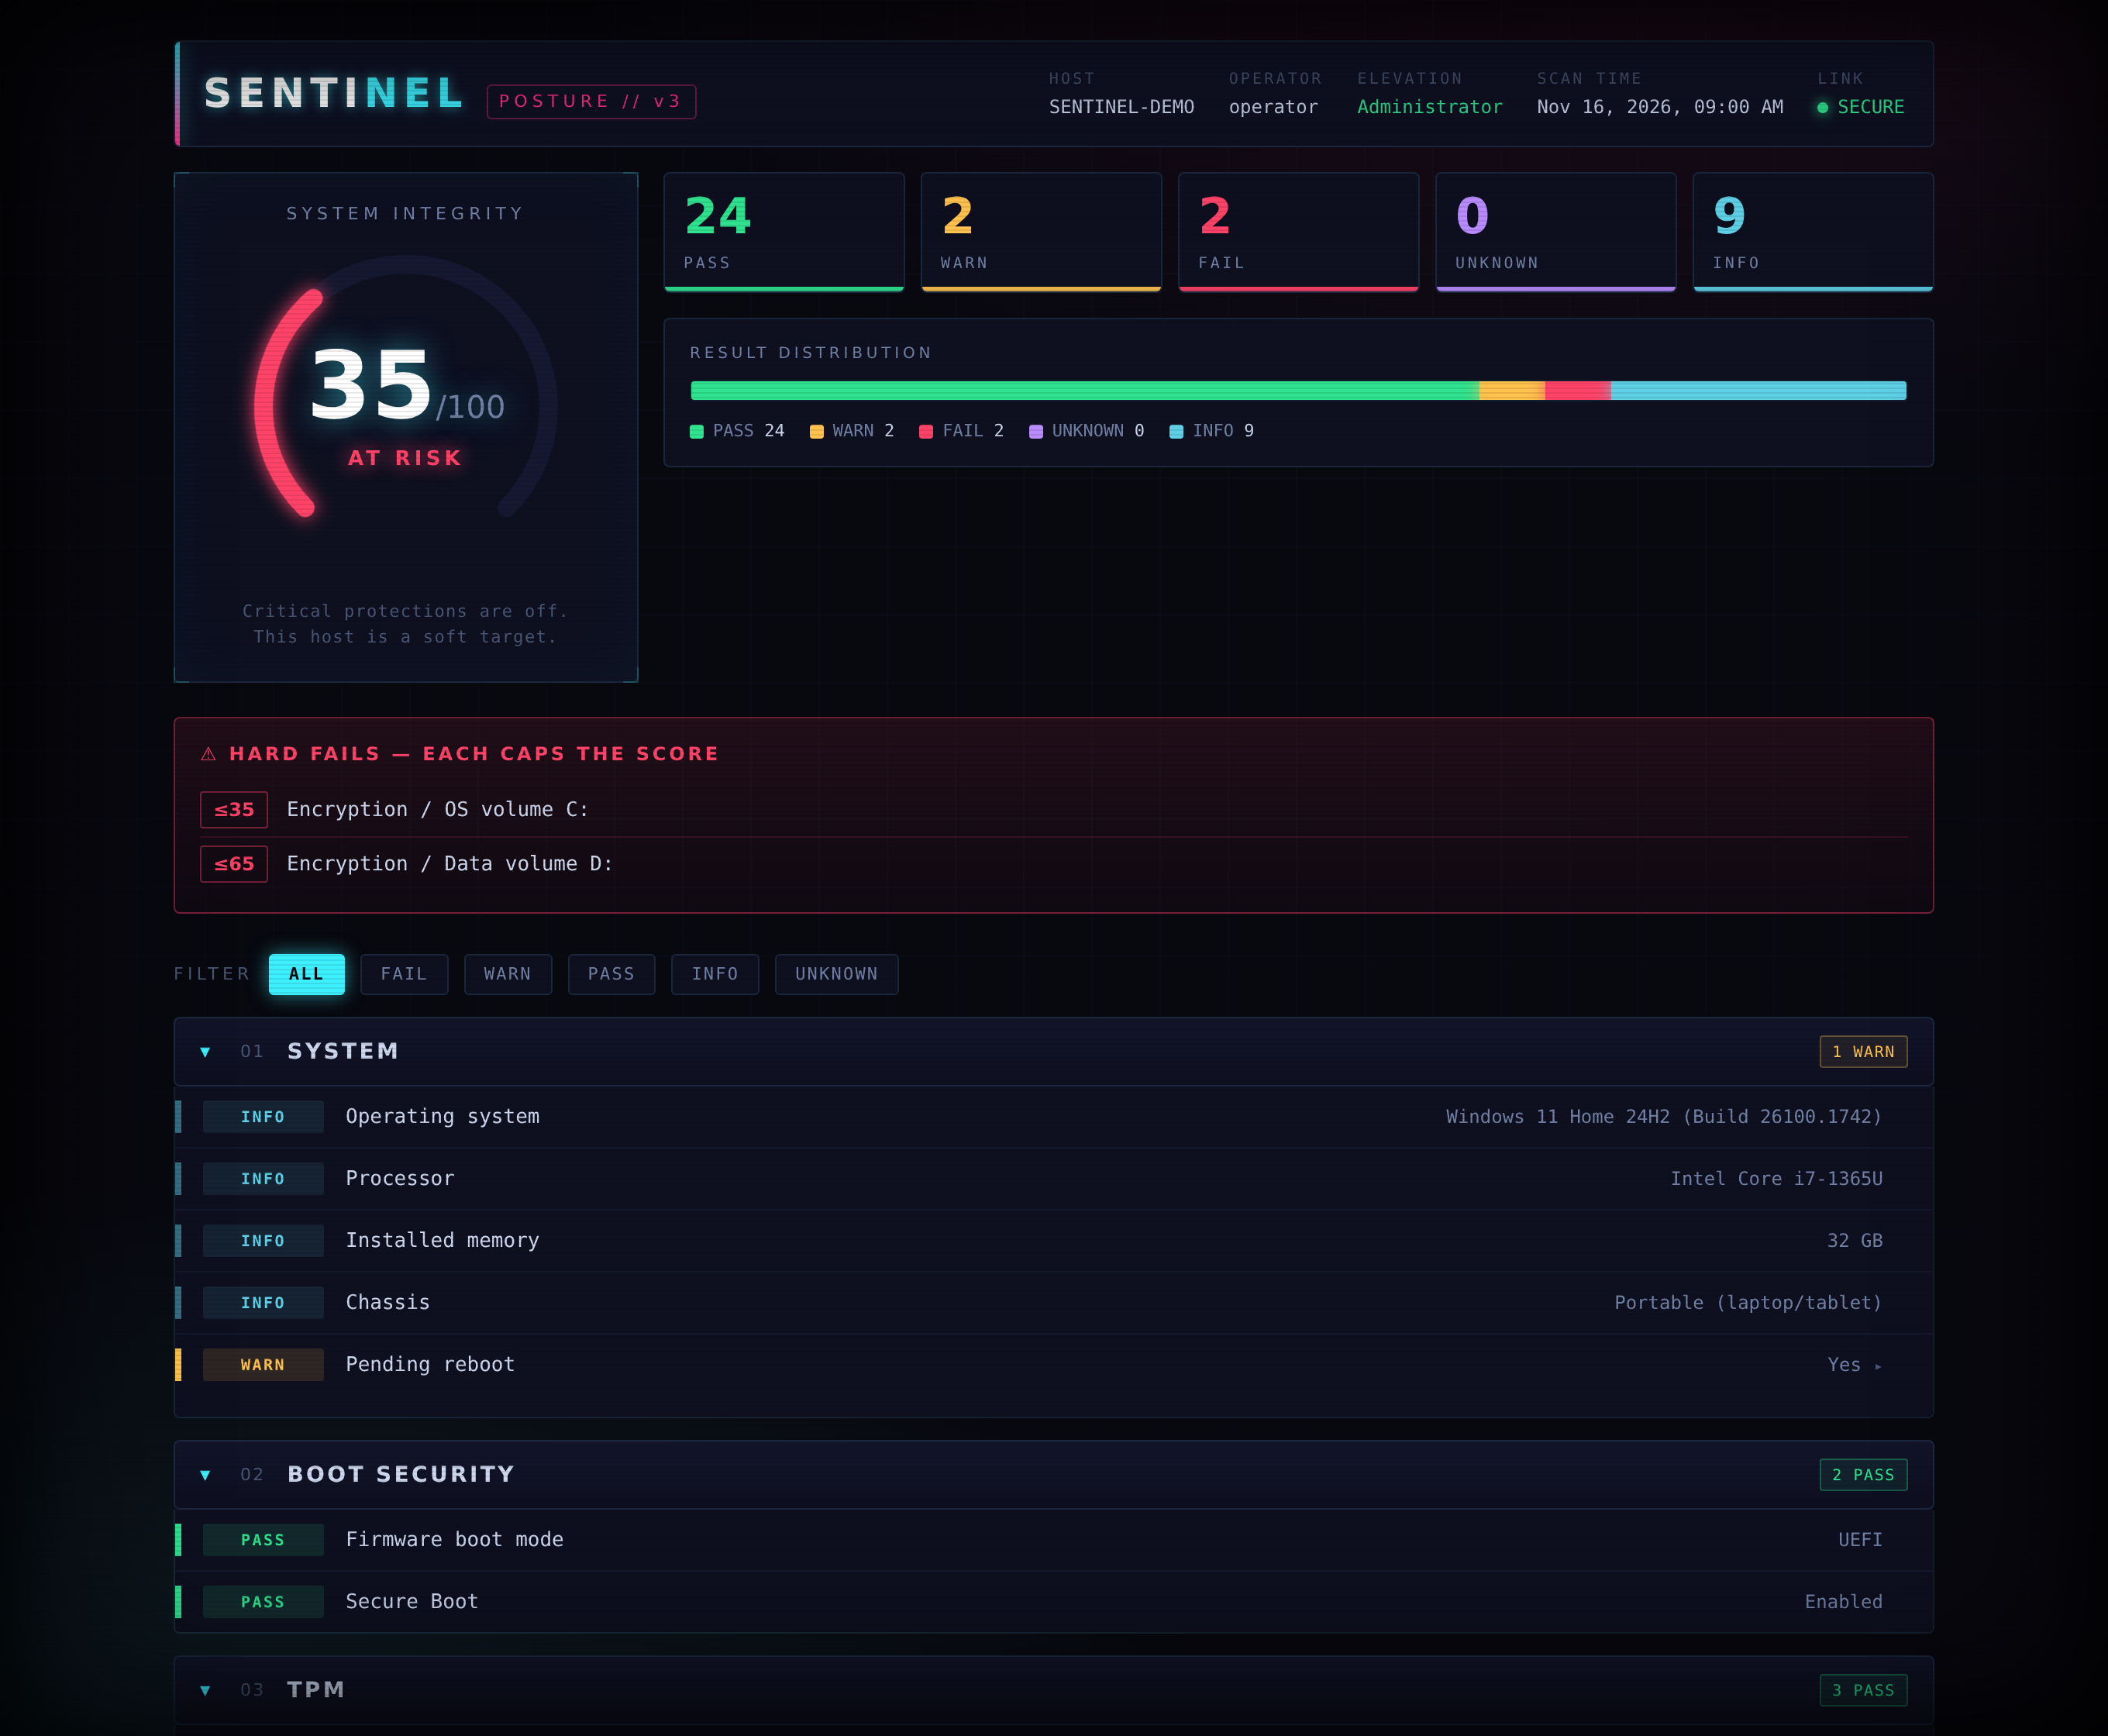 SENTINEL POSTURE // v3
HOST OPERATOR ELEVATION SCAN TIME LINK
SENTINEL-DEMO operator Administrator Nov 16, 2026, 09:00 AM SECURE
SYSTEM INTEGRITY
35/100
AT RISK
Critical protections are off.
This host is a soft target.
24 2 2 0 9
PASS WARN FAIL UNKNOWN INFO
RESULT DISTRIBUTION
PASS 24 WARN 2 FAIL 2 UNKNOWN 0 INFO 9
⚠ HARD FAILS — EACH CAPS THE SCORE
≤35 Encryption / OS volume C:
≤65 Encryption / Data volume D:
FILTER ALL FAIL WARN PASS INFO UNKNOWN
▼ 01 SYSTEM 1 WARN
INFO Operating system Windows 11 Home 24H2 (Build 26100.1742)
INFO Processor Intel Core i7-1365U
INFO Installed memory 32 GB
INFO Chassis Portable (laptop/tablet)
WARN Pending reboot Yes ▸
▼ 02 BOOT SECURITY 2 PASS
PASS Firmware boot mode UEFI
PASS Secure Boot Enabled
▼ 03 TPM 3 PASS